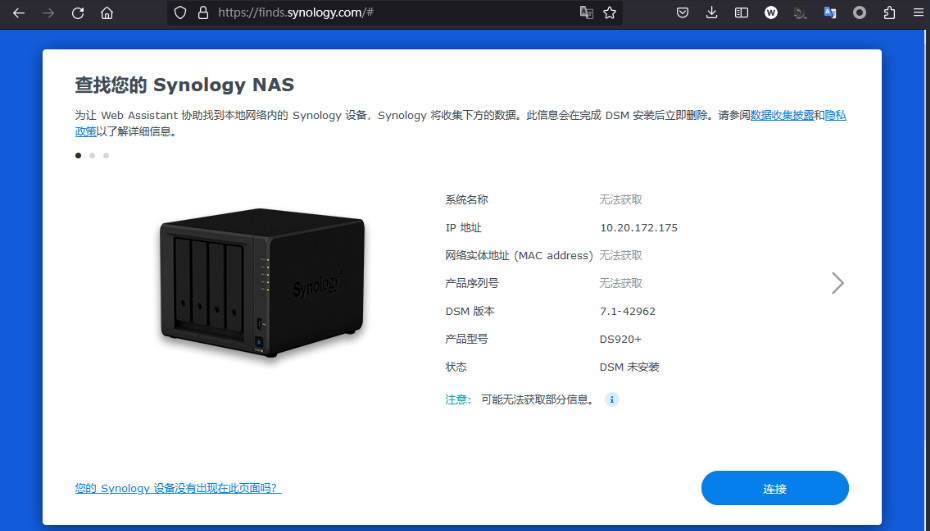 https://finds.synology.com/#
查找您的 Synology NAS
为让 Web Assistant 协助找到本地网络内的 Synology 设备，Synology 将收集下方的数据。此信息会在完成 DSM 安装后立即删除。请参阅数据收集披露和隐私
政策以了解详细信息。
系统名称 无法获取
IP 地址 10.20.172.175
网络实体地址 (MAC address) 无法获取
产品序列号 无法获取
DSM 版本 7.1-42962
产品型号 DS920+
状态 DSM 未安装
注意： 可能无法获取部分信息。
Synology
您的 Synology 设备没有出现在此页面吗？
连接